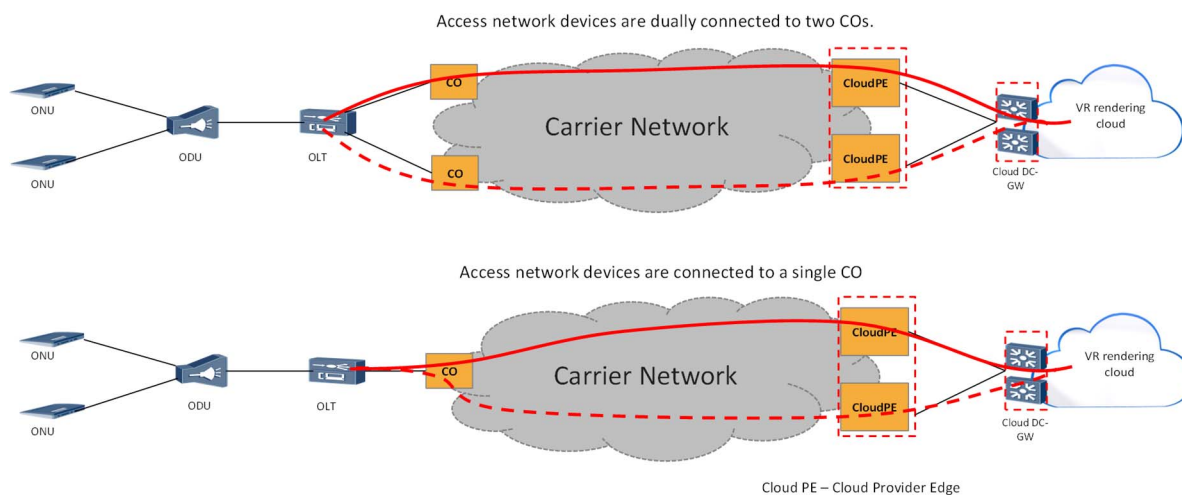 Access network devices are dually connected to two COs.
ONU
ONU
ODU
OLT
CO
CO
Carrier Network
CloudPE
CloudPE
Cloud DC-
GW
VR rendering
cloud
Access network devices are connected to a single CO
ONU
ONU
ODU
OLT
CO
Carrier Network
CloudPE
CloudPE
Cloud DC-
GW
VR rendering
cloud
Cloud PE – Cloud Provider Edge